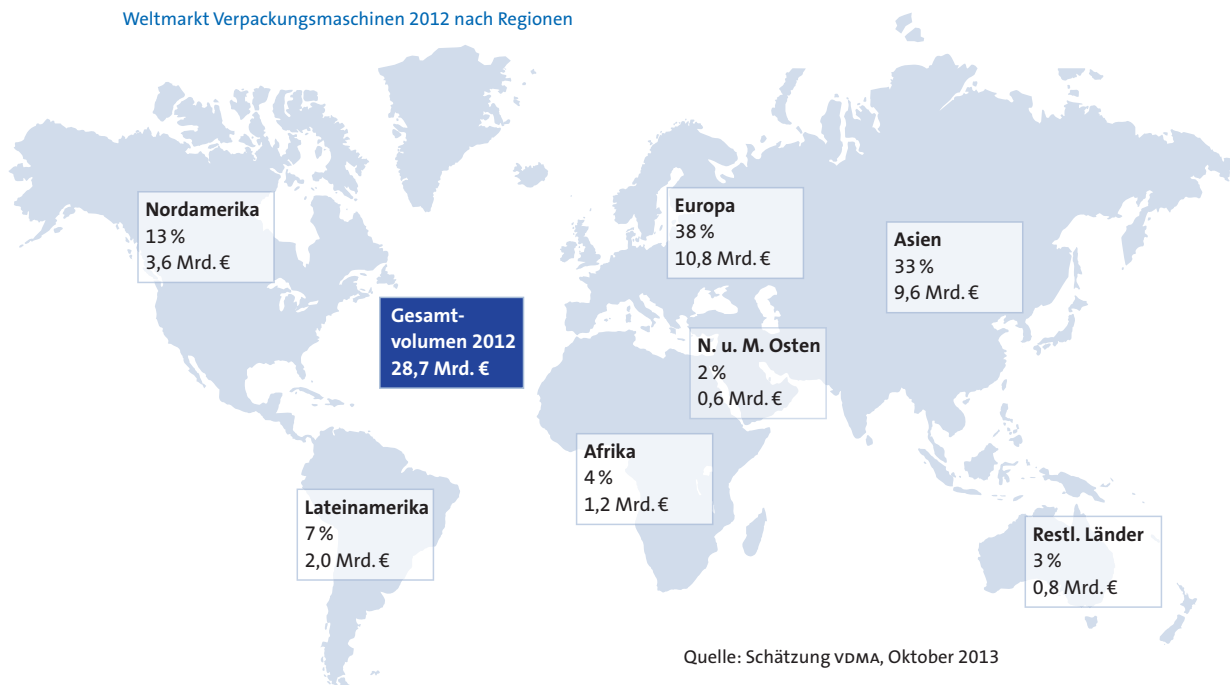 Weltmarkt Verpackungsmaschinen 2012 nach Regionen
Nordamerika
13 %
3,6 Mrd. €
Europa
38 %
10,8 Mrd. €
Asien
33 %
9,6 Mrd. €
Gesamt-
volumen 2012
28,7 Mrd. €
N. u. M. Osten
2 %
0,6 Mrd. €
Afrika
4 %
1,2 Mrd. €
Lateinamerika
7 %
2,0 Mrd. €
Restl. Länder
3 %
0,8 Mrd. €
Quelle: Schätzung VDMA, Oktober 2013